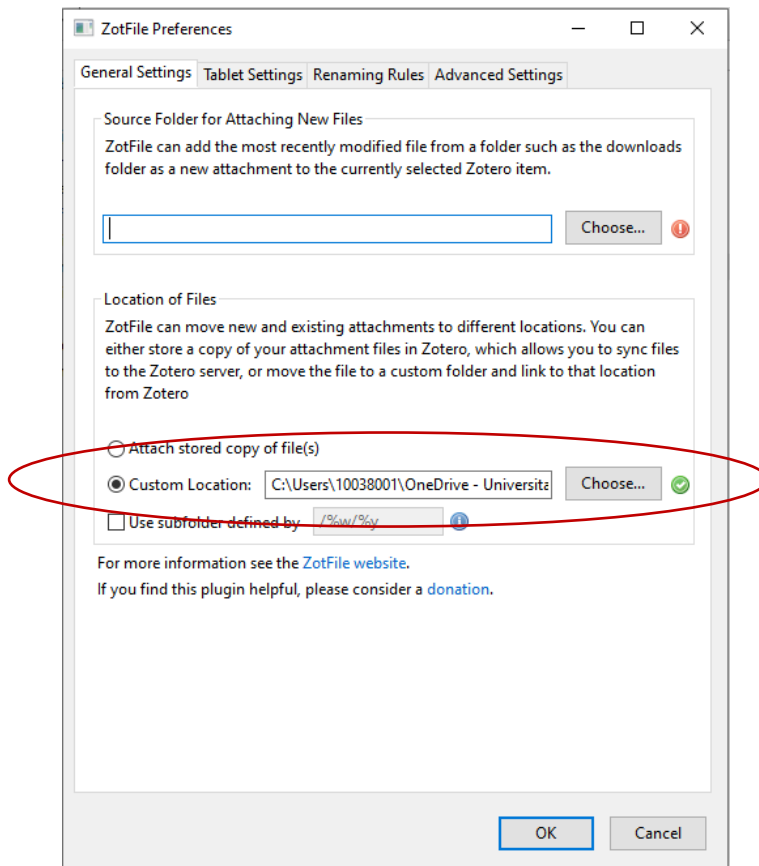 ZotFile Preferences
General Settings Tablet Settings Renaming Rules Advanced Settings
Source Folder for Attaching New Files
ZotFile can add the most recently modified file from a folder such as the downloads
folder as a new attachment to the currently selected Zotero item.
Choose...
Location of Files
ZotFile can move new and existing attachments to different locations. You can
either store a copy of your attachment files in Zotero, which allows you to sync files
to the Zotero server, or move the file to a custom folder and link to that location
from Zotero
Attach stored copy of file(s)
Custom Location: C:\Users\10038001\OneDrive - Universita Choose...
Use subfolder defined by /%w/%y
For more information see the ZotFile website.
If you find this plugin helpful, please consider a donation.
OK Cancel